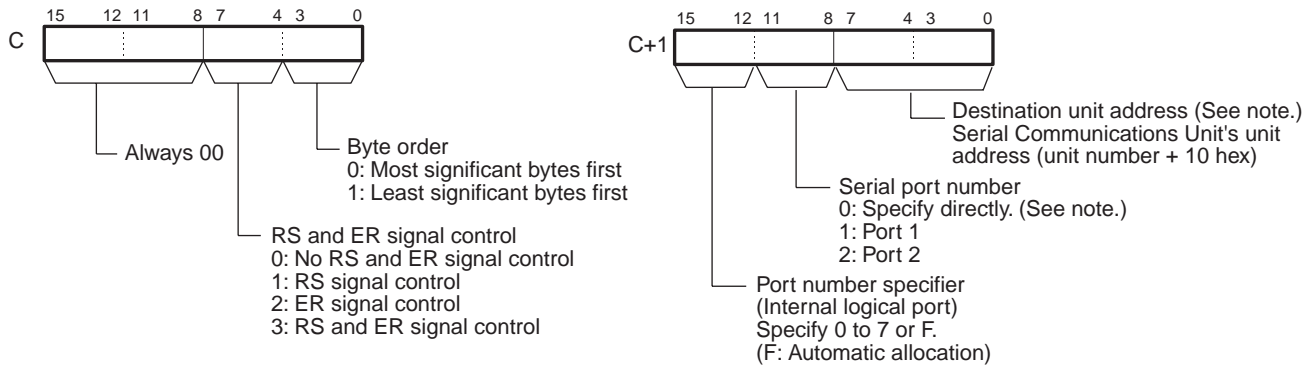 15 12 11 8 7 4 3 0
C
Always 00
Byte order
0: Most significant bytes first
1: Least significant bytes first
RS and ER signal control
0: No RS and ER signal control
1: RS signal control
2: ER signal control
3: RS and ER signal control
15 12 11 8 7 4 3 0
C+1
Destination unit address (See note.)
Serial Communications Unit's unit
address (unit number + 10 hex)
Serial port number
0: Specify directly. (See note.)
1: Port 1
2: Port 2
Port number specifier
(Internal logical port)
Specify 0 to 7 or F.
(F: Automatic allocation)